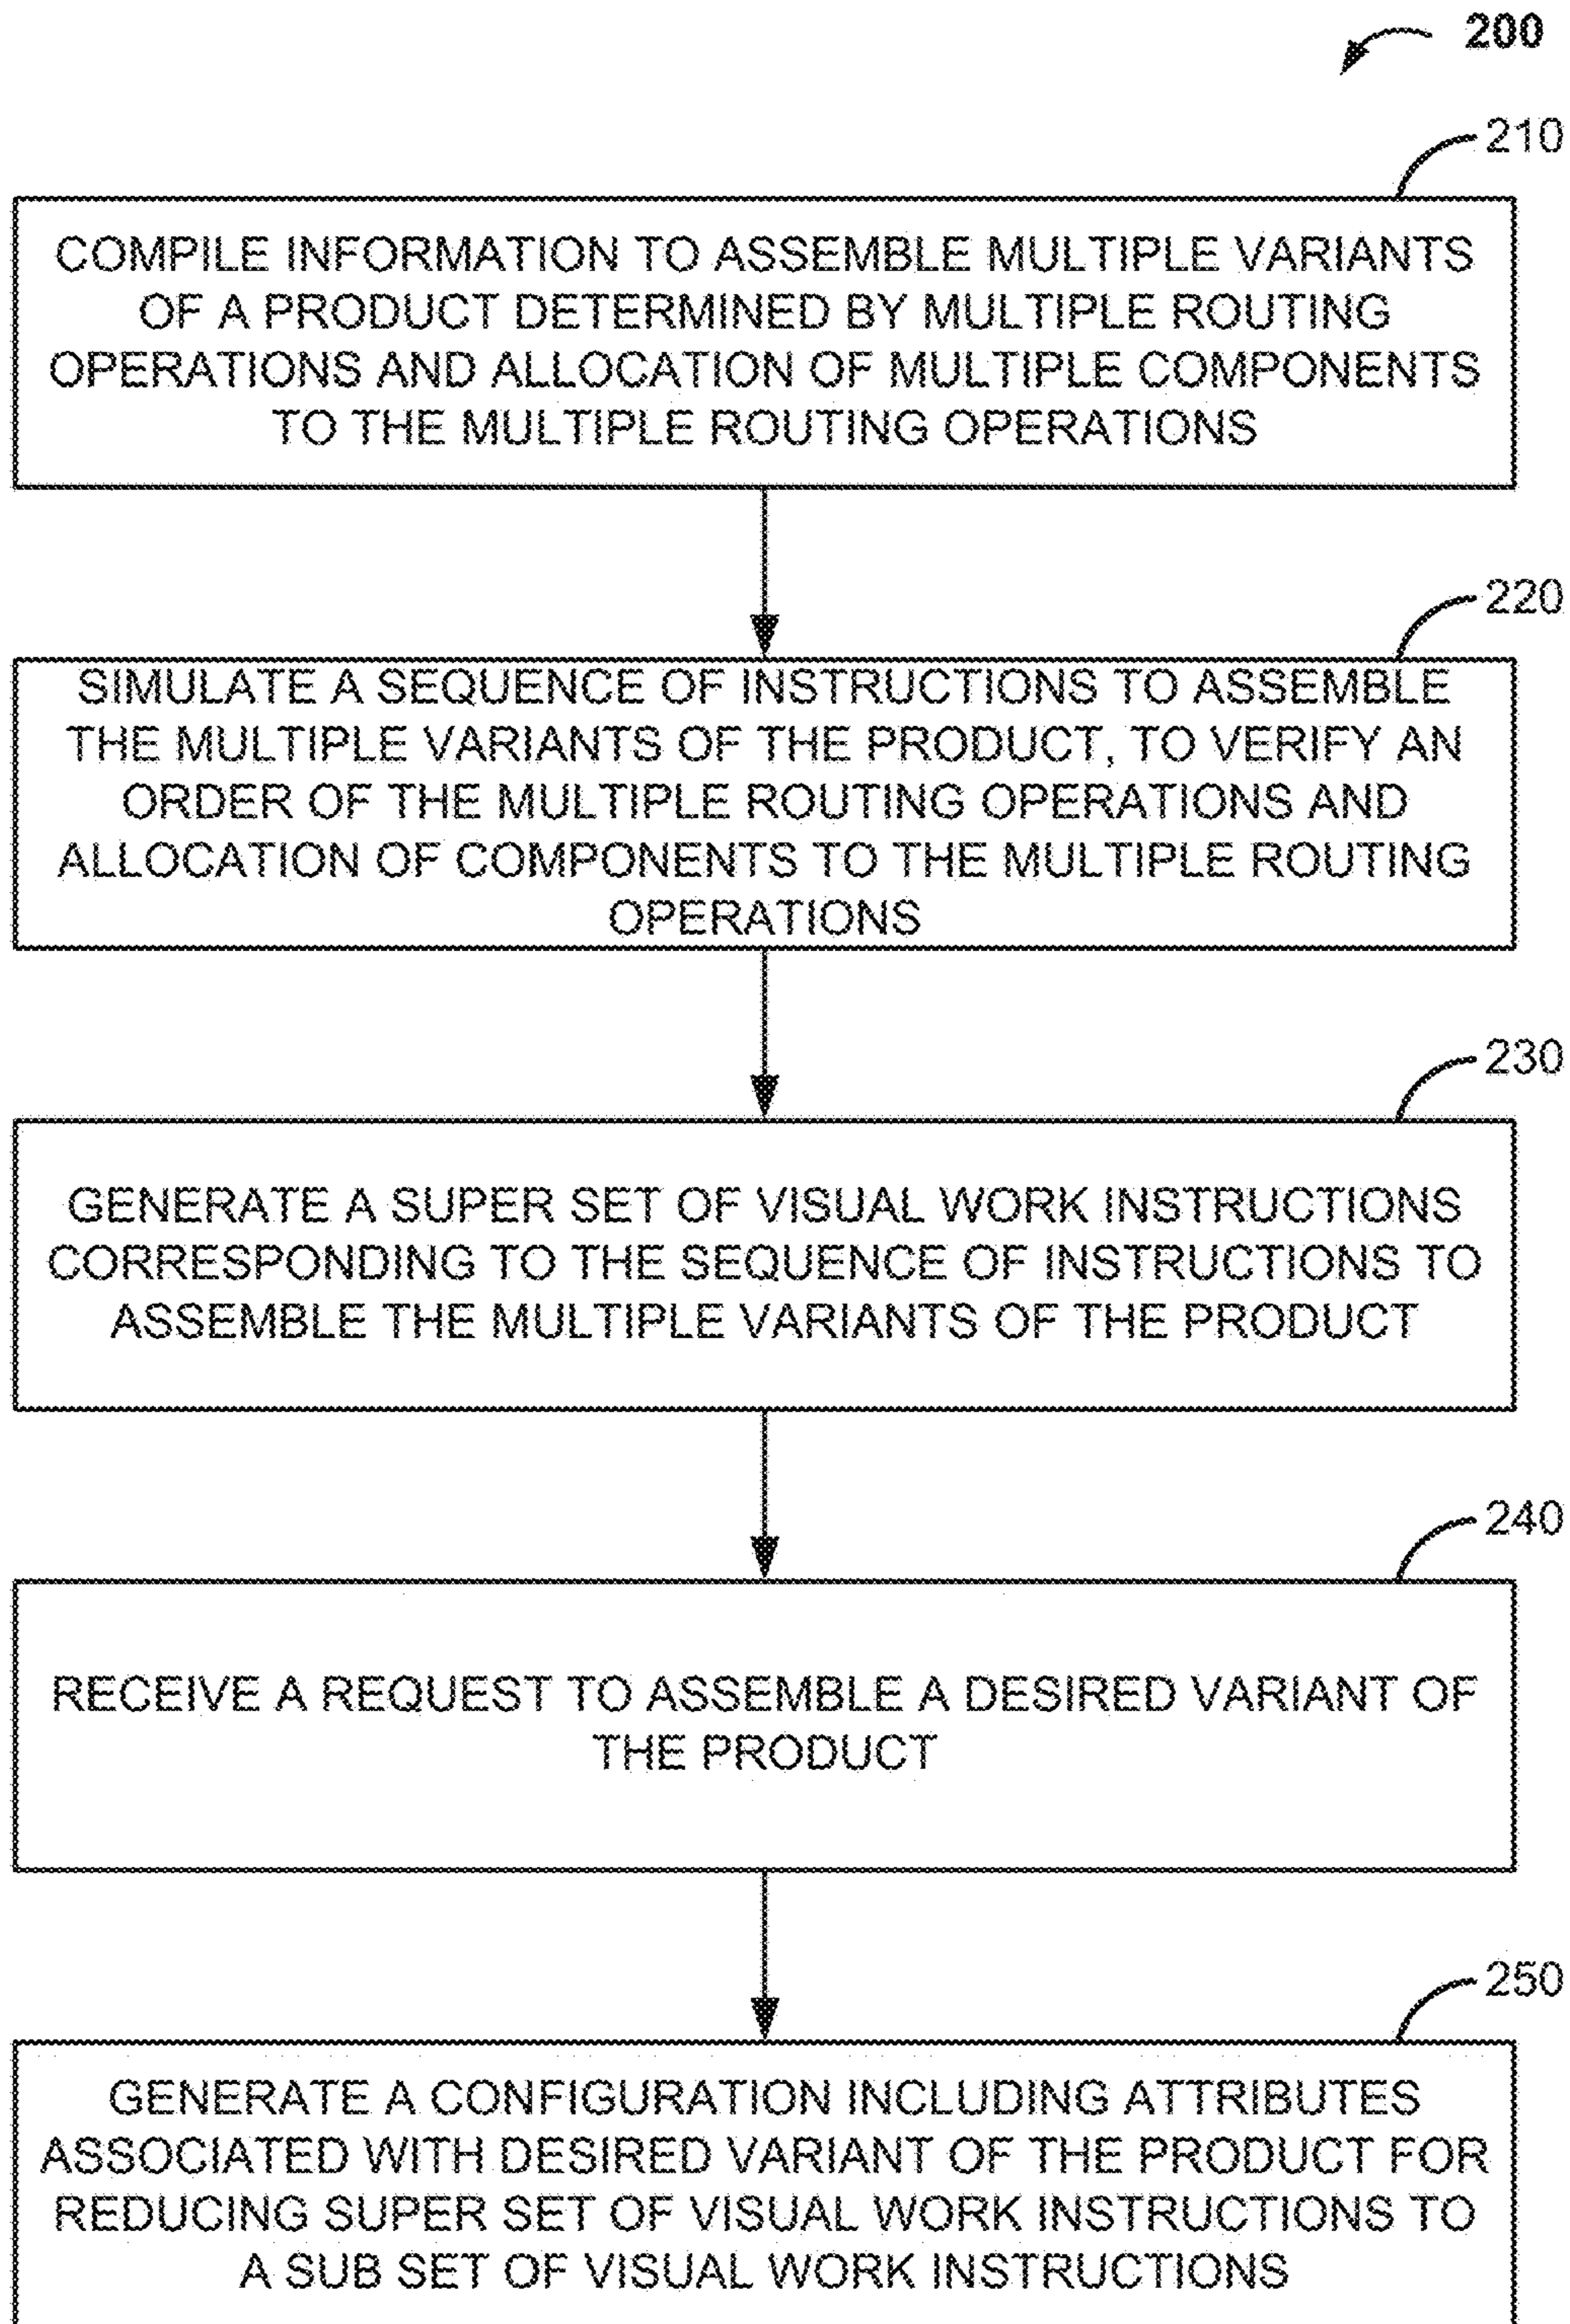 200
210
COMPILE INFORMATION TO ASSEMBLE MULTIPLE VARIANTS
OF A PRODUCT DETERMINED BY MULTIPLE ROUTING
OPERATIONS AND ALLOCATION OF MULTIPLE COMPONENTS
TO THE MULTIPLE ROUTING OPERATIONS
220
SIMULATE A SEQUENCE OF INSTRUCTIONS TO ASSEMBLE
THE MULTIPLE VARIANTS OF THE PRODUCT, TO VERIFY AN
ORDER OF THE MULTIPLE ROUTING OPERATIONS AND
ALLOCATION OF COMPONENTS TO THE MULTIPLE ROUTING
OPERATIONS
230
GENERATE A SUPER SET OF VISUAL WORK INSTRUCTIONS
CORRESPONDING TO THE SEQUENCE OF INSTRUCTIONS TO
ASSEMBLE THE MULTIPLE VARIANTS OF THE PRODUCT
240
RECEIVE A REQUEST TO ASSEMBLE A DESIRED VARIANT OF
THE PRODUCT
250
GENERATE A CONFIGURATION INCLUDING ATTRIBUTES
ASSOCIATED WITH DESIRED VARIANT OF THE PRODUCT FOR
REDUCING SUPER SET OF VISUAL WORK INSTRUCTIONS TO
A SUB SET OF VISUAL WORK INSTRUCTIONS